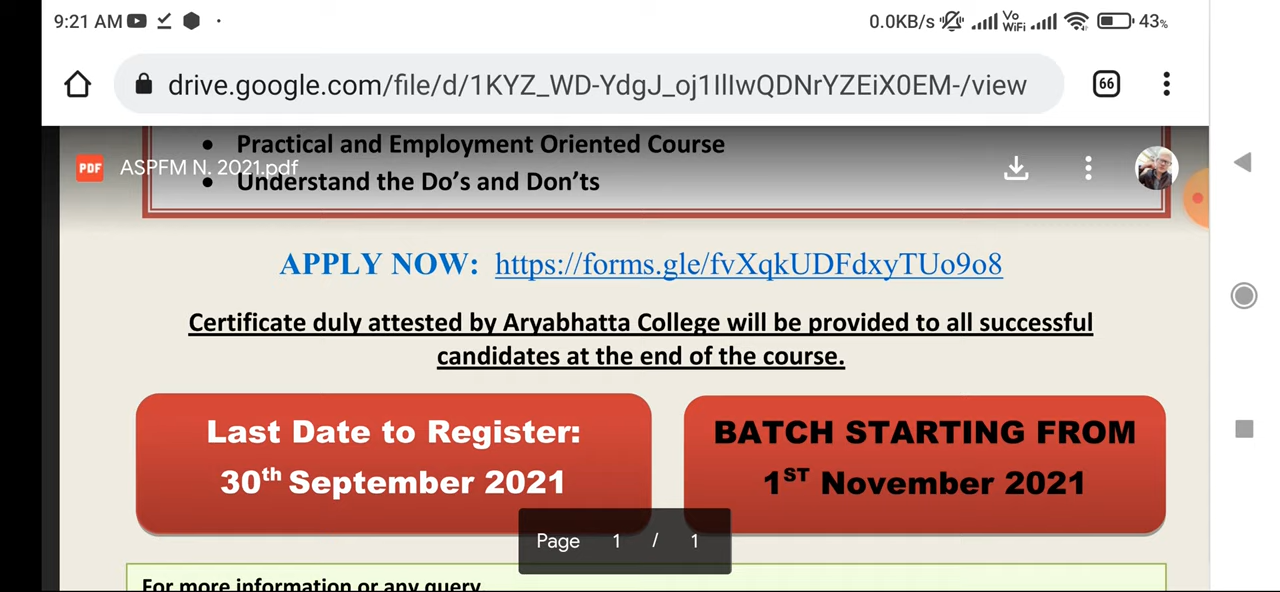 9:21 AM
0.0KB/s Vo WiFi 43%
drive.google.com/file/d/1KYZ_WD-YdgJ_oj1IlIwQDNrYZEiX0EM-/view
66
• Practical and Employment Oriented Course
PDF ASPFM N. 2021.pdf
• Understand the Do's and Don'ts
APPLY NOW: https://forms.gle/fvXqkUDFdxyTUo9o8
Certificate duly attested by Aryabhatta College will be provided to all successful
candidates at the end of the course.
Last Date to Register:
30th September 2021
BATCH STARTING FROM
1ST November 2021
Page 1 / 1
For more information or any query